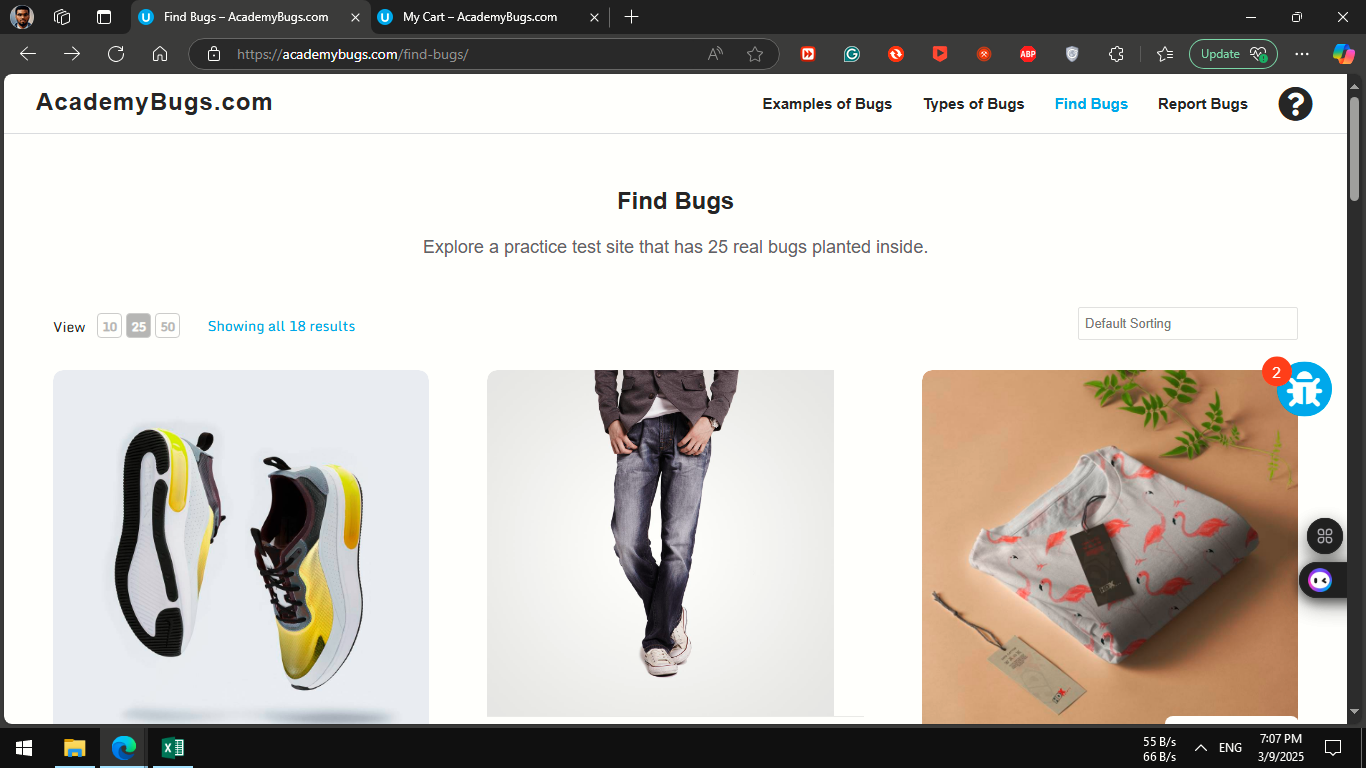 Find Bugs – AcademyBugs.com
My Cart – AcademyBugs.com
https://academybugs.com/find-bugs/
ABP
Update
1
AcademyBugs.com
Examples of Bugs
Types of Bugs
Find Bugs
Report Bugs
?
Find Bugs
Explore a practice test site that has 25 real bugs planted inside.
View
10
25
50
Showing all 18 results
Default Sorting
2
55 B/s
66 B/s
ENG
7:07 PM
3/9/2025